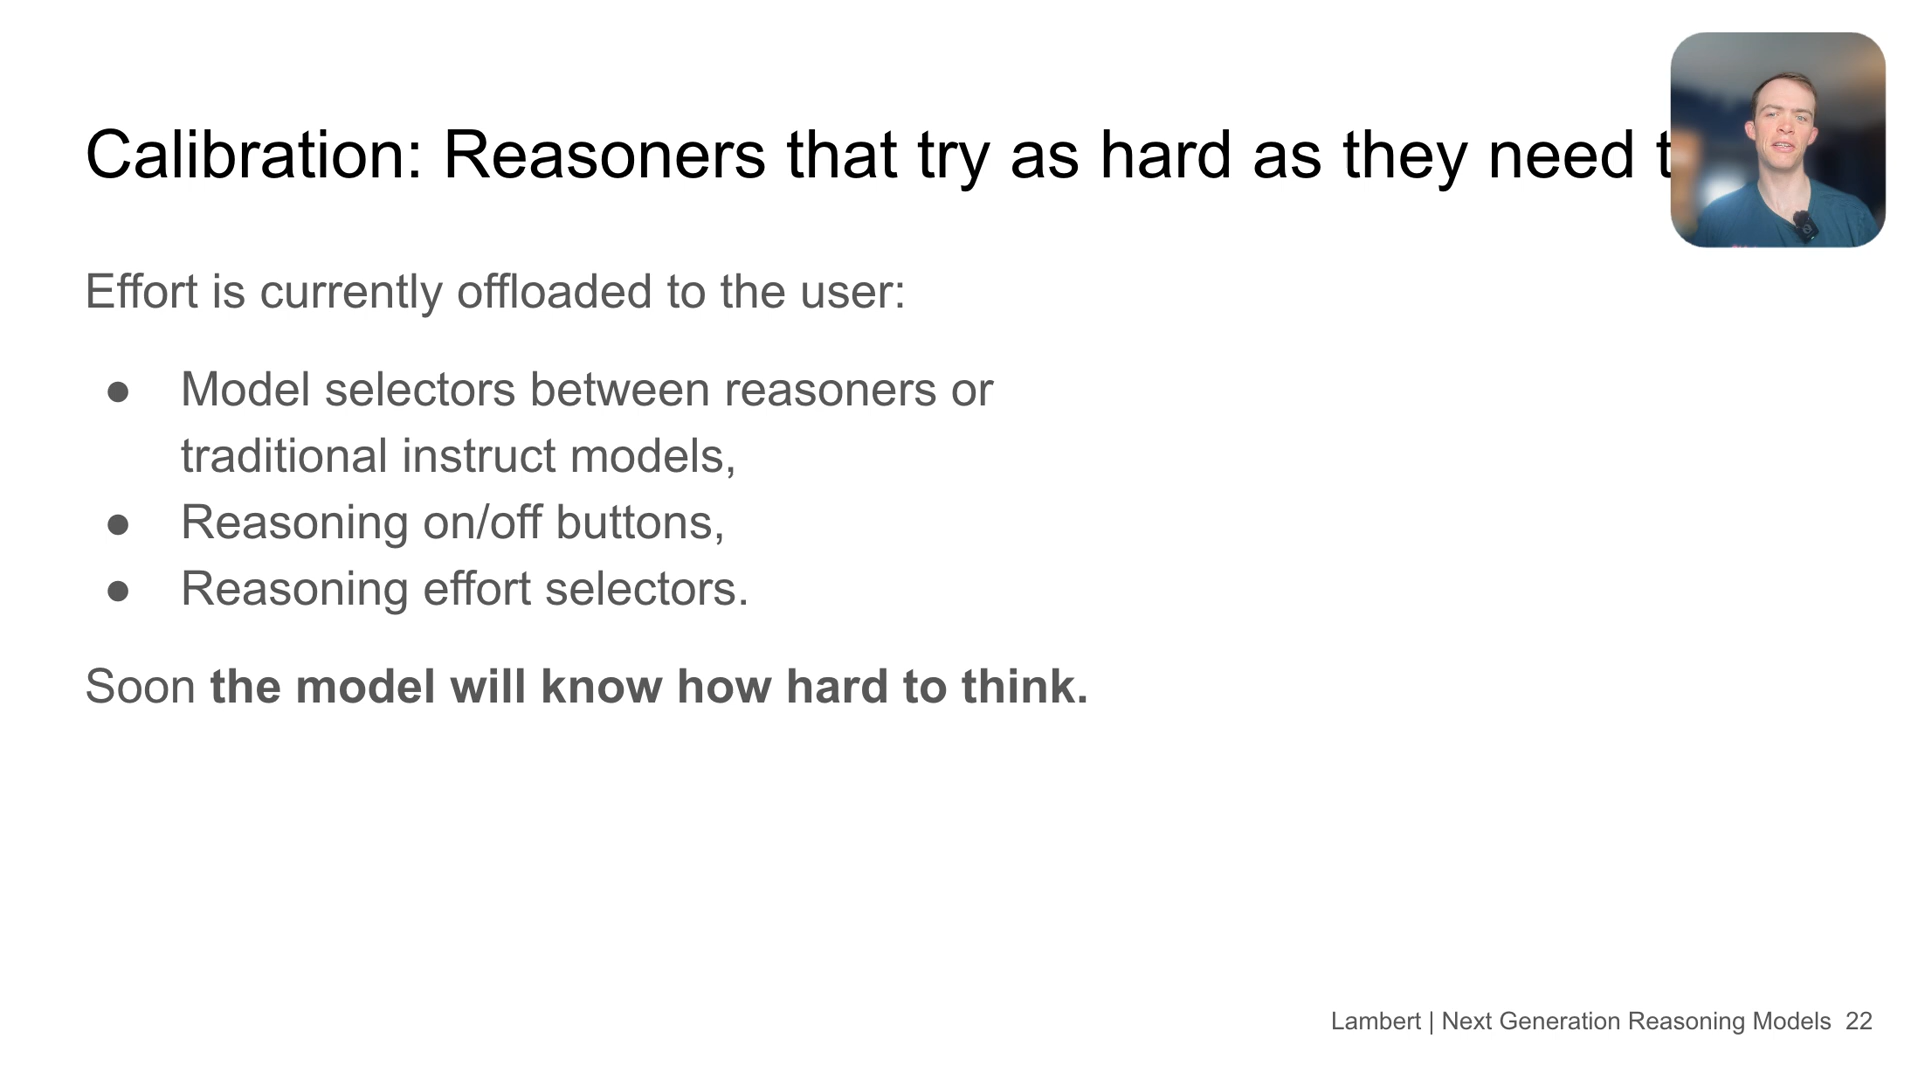 Calibration: Reasoners that try as hard as they need
Effort is currently offloaded to the user:
● Model selectors between reasoners or
traditional instruct models,
● Reasoning on/off buttons,
● Reasoning effort selectors.
Soon the model will know how hard to think.
Lambert | Next Generation Reasoning Models 22